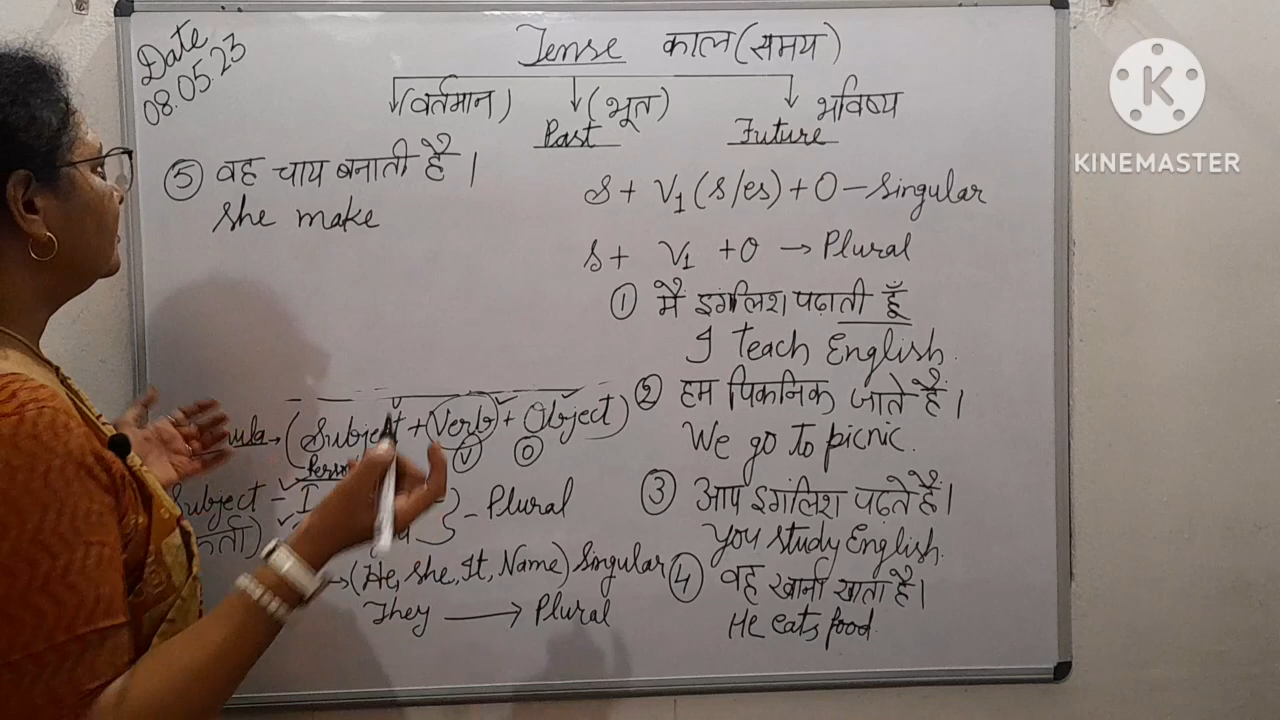 Date
08.05.23
Tense काल (समय)
(वर्तमान) (भूत) भविष्य
Past Future
⑤ वह चाय बनाती है।
she make
S + V₁ (s/es) + O – Singular
S + V₁ + O → Plural
① मैं इगंलिश पढ़ाती हूँ
I Teach English.
② हम पिकनिक जाते हैं।
We go to picnic.
③ आप इगंलिश पढ़ते हैं।
You study English.
④ वह खाना खाता है।
He eats food.
→ (Subject + Verb + Object)
V O
Subject – I
} – Plural
→ (He, She, It, Name) Singular
They → Plural
KINEMASTER